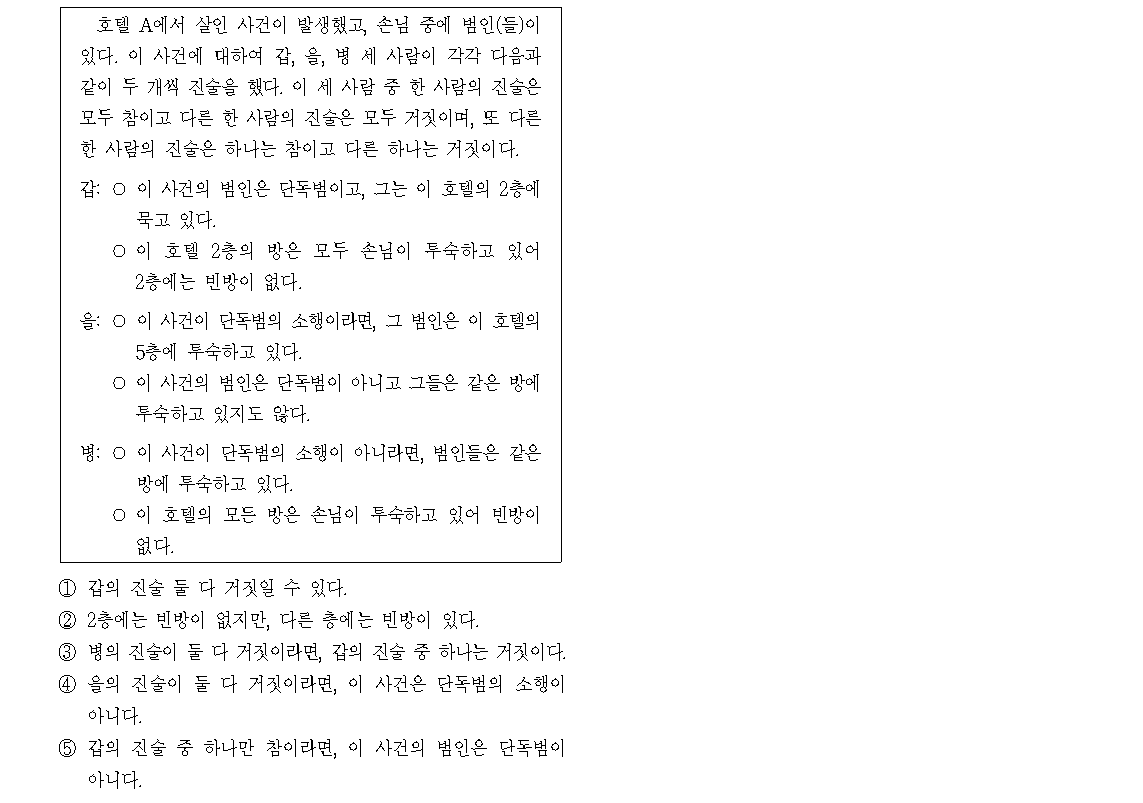 호텔 A에서 살인 사건이 발생했고, 손님 중에 범인(들)이
있다. 이 사건에 대하여 갑, 을, 병 세 사람이 각각 다음과
같이 두 개씩 진술을 했다. 이 세 사람 중 한 사람의 진술은
모두 참이고 다른 한 사람의 진술은 모두 거짓이며, 또 다른
한 사람의 진술은 하나는 참이고 다른 하나는 거짓이다.
갑: ○ 이 사건의 범인은 단독범이고, 그는 이 호텔의 2층에
묵고 있다.
○ 이 호텔 2층의 방은 모두 손님이 투숙하고 있어
2층에는 빈방이 없다.
을: ○ 이 사건이 단독범의 소행이라면, 그 범인은 이 호텔의
5층에 투숙하고 있다.
○ 이 사건의 범인은 단독범이 아니고 그들은 같은 방에
투숙하고 있지도 않다.
병: ○ 이 사건이 단독범의 소행이 아니라면, 범인들은 같은
방에 투숙하고 있다.
○ 이 호텔의 모든 방은 손님이 투숙하고 있어 빈방이
없다.
① 갑의 진술 둘 다 거짓일 수 있다.
② 2층에는 빈방이 없지만, 다른 층에는 빈방이 있다.
③ 병의 진술이 둘 다 거짓이라면, 갑의 진술 중 하나는 거짓이다.
④ 을의 진술이 둘 다 거짓이라면, 이 사건은 단독범의 소행이
아니다.
⑤ 갑의 진술 중 하나만 참이라면, 이 사건의 범인은 단독범이
아니다.